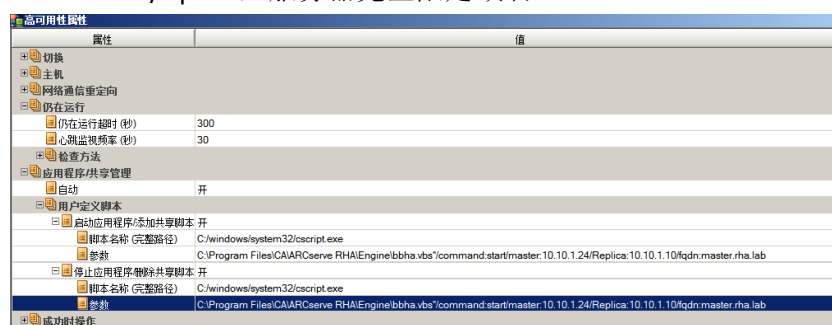 高可用性属性
属性 值
切换
主机
网络通信重定向
仍在运行
仍在运行超时(秒) 300
心跳监视频率(秒) 30
检查方法
应用程序/共享管理
自动 开
用户定义脚本
启动应用程序/添加共享脚本 开
脚本名称(完整路径) C:/windows/system32/cscript.exe
参数 C:\Program Files\CA\ARCserve RHA\Engine\bbha.vbs"/command:start/master:10.10.1.24/Replica:10.10.1.10/fqdn:master.rha.lab
停止应用程序/删除共享脚本 开
脚本名称(完整路径) C:/windows/system32/cscript.exe
参数 C:\Program Files\CA\ARCserve RHA\Engine\bbha.vbs"/command:start/master:10.10.1.24/Replica:10.10.1.10/fqdn:master.rha.lab
成功时操作